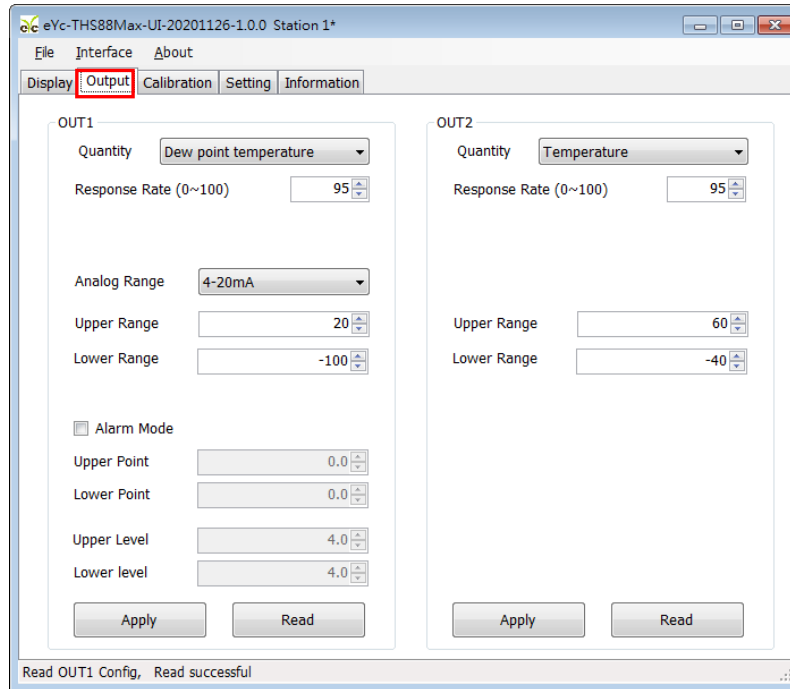 eYc eYc-THS88Max-UI-20201126-1.0.0 Station 1*
File Interface About
Display Output Calibration Setting Information
OUT1
Quantity Dew point temperature
Response Rate (0~100) 95
Analog Range 4-20mA
Upper Range 20
Lower Range -100
Alarm Mode
Upper Point 0.0
Lower Point 0.0
Upper Level 4.0
Lower level 4.0
Apply Read
OUT2
Quantity Temperature
Response Rate (0~100) 95
Upper Range 60
Lower Range -40
Apply Read
Read OUT1 Config, Read successful